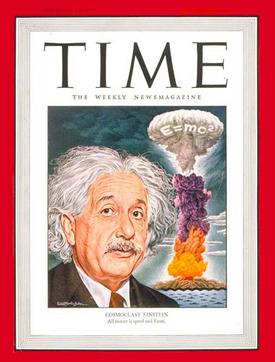 TIME
THE WEEKLY NEWSMAGAZINE
E=mc²
COSMOCLAST EINSTEIN
All matter is speed and flame.